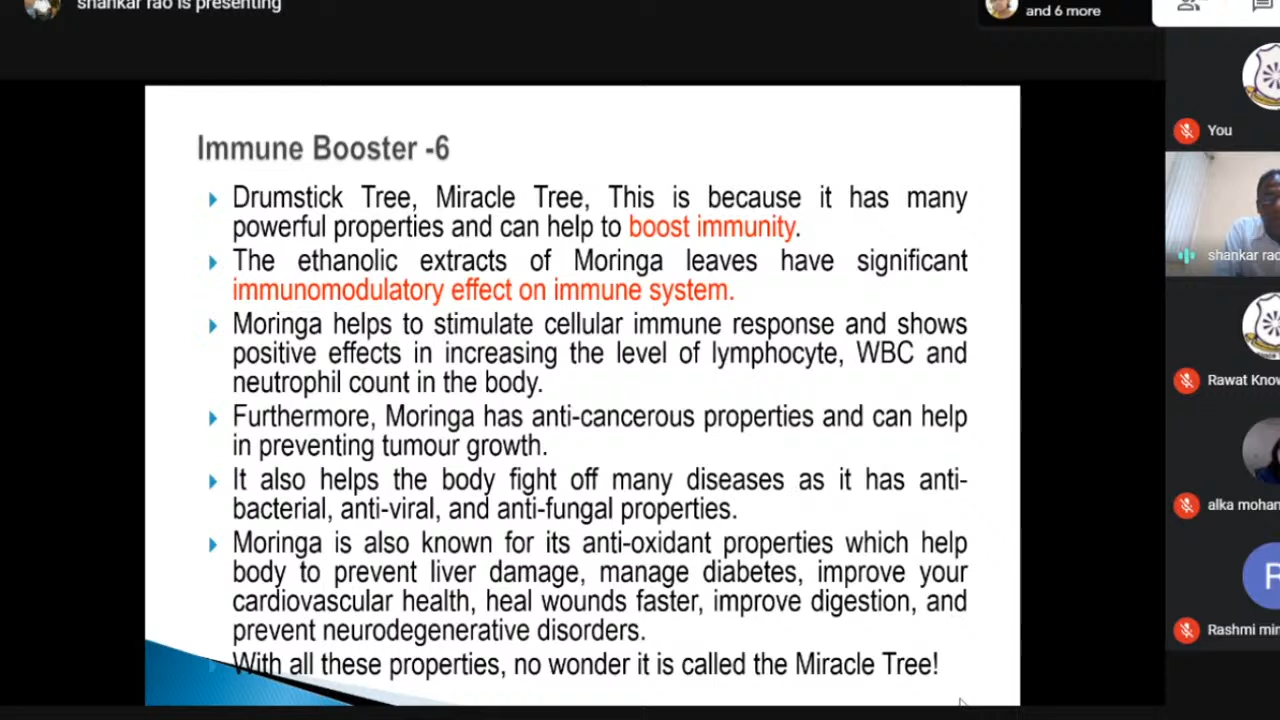 shankar rao is presenting
and 6 more
You
shankar rao
Rawat Know
alka mohan
R
Rashmi mi
Immune Booster -6
Drumstick Tree, Miracle Tree, This is because it has many
powerful properties and can help to boost immunity.
The ethanolic extracts of Moringa leaves have significant
immunomodulatory effect on immune system.
Moringa helps to stimulate cellular immune response and shows
positive effects in increasing the level of lymphocyte, WBC and
neutrophil count in the body.
Furthermore, Moringa has anti-cancerous properties and can help
in preventing tumour growth.
It also helps the body fight off many diseases as it has anti-
bacterial, anti-viral, and anti-fungal properties.
Moringa is also known for its anti-oxidant properties which help
body to prevent liver damage, manage diabetes, improve your
cardiovascular health, heal wounds faster, improve digestion, and
prevent neurodegenerative disorders.
With all these properties, no wonder it is called the Miracle Tree!